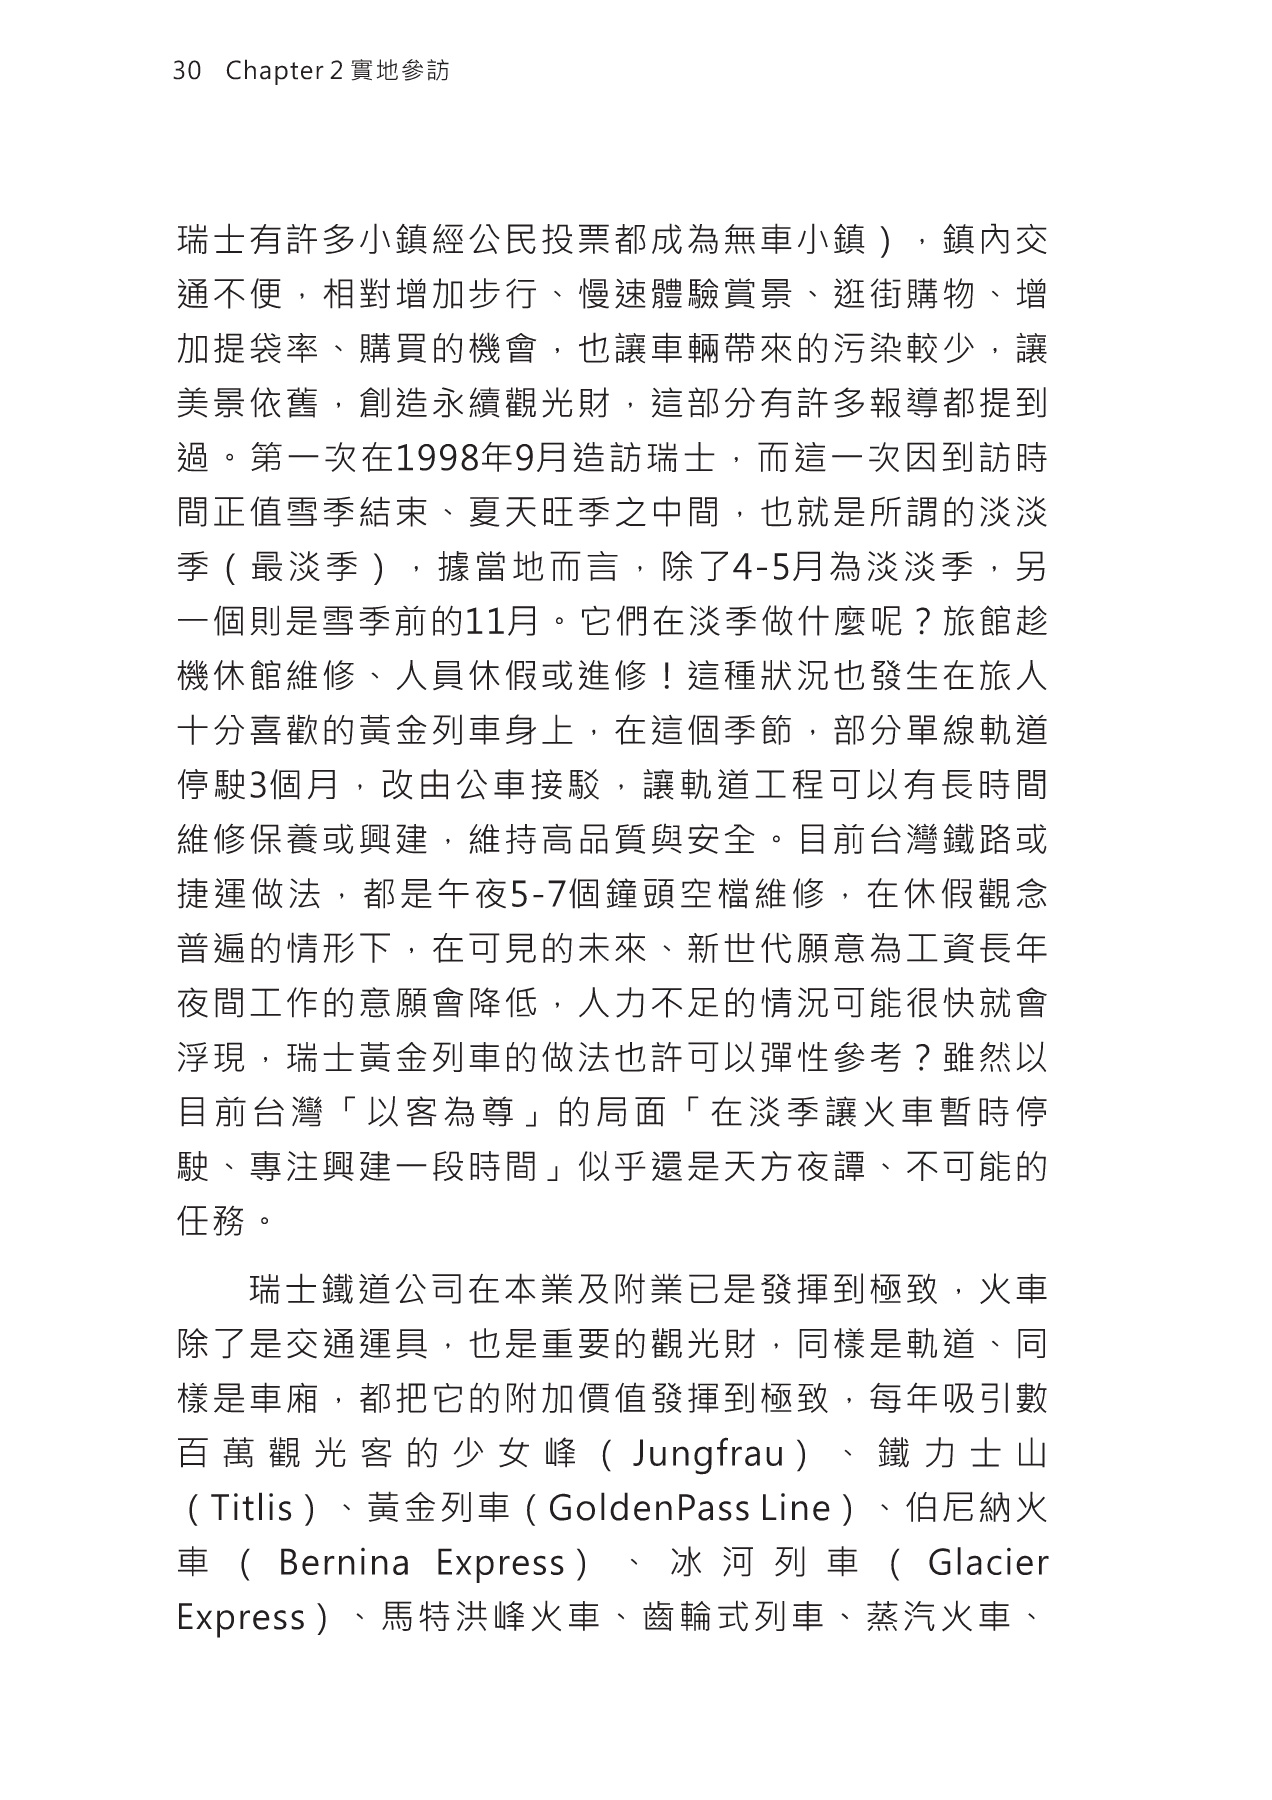 30 Chapter 2 實地參訪
瑞士有許多小鎮經公民投票都成為無車小鎮），鎮內交
通不便，相對增加步行、慢速體驗賞景、逛街購物、增
加提袋率、購買的機會，也讓車輛帶來的污染較少，讓
美景依舊，創造永續觀光財，這部分有許多報導都提到
過。第一次在1998年9月造訪瑞士，而這一次因到訪時
間正值雪季結束、夏天旺季之中間，也就是所謂的淡淡
季（最淡季），據當地而言，除了4-5月為淡淡季，另
一個則是雪季前的11月。它們在淡季做什麼呢？旅館趁
機休館維修、人員休假或進修！這種狀況也發生在旅人
十分喜歡的黃金列車身上，在這個季節，部分單線軌道
停駛3個月，改由公車接駁，讓軌道工程可以有長時間
維修保養或興建，維持高品質與安全。目前台灣鐵路或
捷運做法，都是午夜5-7個鐘頭空檔維修，在休假觀念
普遍的情形下，在可見的未來、新世代願意為工資長年
夜間工作的意願會降低，人力不足的情況可能很快就會
浮現，瑞士黃金列車的做法也許可以彈性參考？雖然以
目前台灣「以客為尊」的局面「在淡季讓火車暫時停
駛、專注興建一段時間」似乎還是天方夜譚、不可能的
任務。
瑞士鐵道公司在本業及附業已是發揮到極致，火車
除了是交通運具，也是重要的觀光財，同樣是軌道、同
樣是車廂，都把它的附加價值發揮到極致，每年吸引數
百萬觀光客的少女峰（Jungfrau）、鐵力士山
（Titlis）、黃金列車（GoldenPass Line）、伯尼納火
車（Bernina Express）、冰河列車（Glacier
Express）、馬特洪峰火車、齒輪式列車、蒸汽火車、